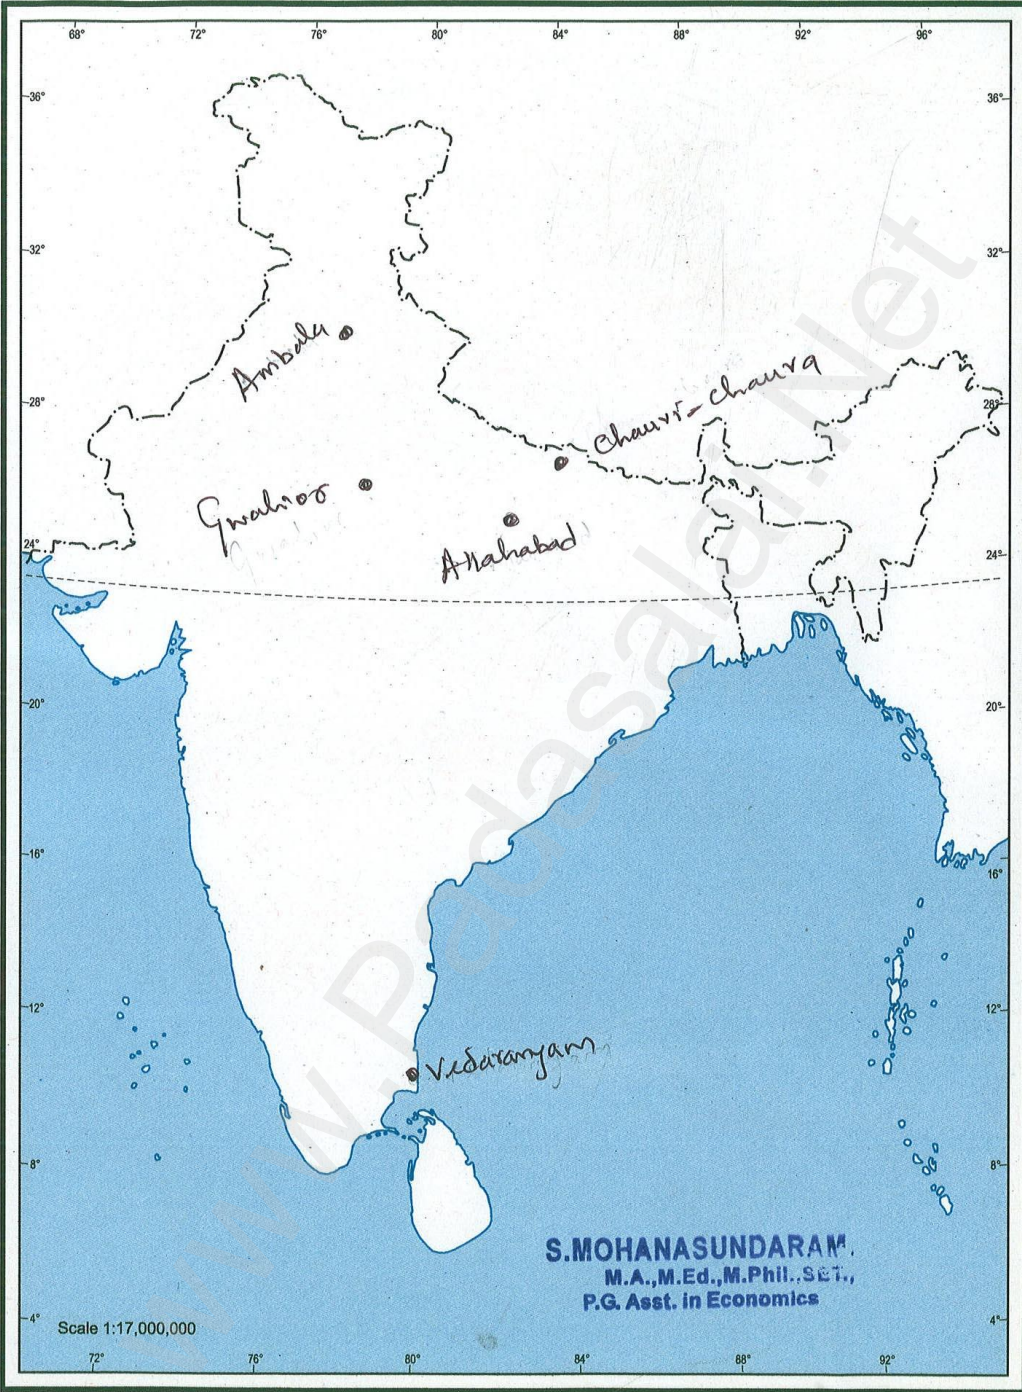 68° 72° 76° 80° 84° 88° 92° 96°
36° 36°
32° 32°
Ambala
chauri-chaura
28° 28°
Gwalior
Allahabad
24° 24°
20° 20°
16° 16°
12° 12°
Vedaranyam
8° 8°
S.MOHANASUNDARAM.
M.A.,M.Ed.,M.Phil.,SET.,
P.G. Asst. in Economics
4° 4°
Scale 1:17,000,000
72° 76° 80° 84° 88° 92°
www.Padasalai.Net